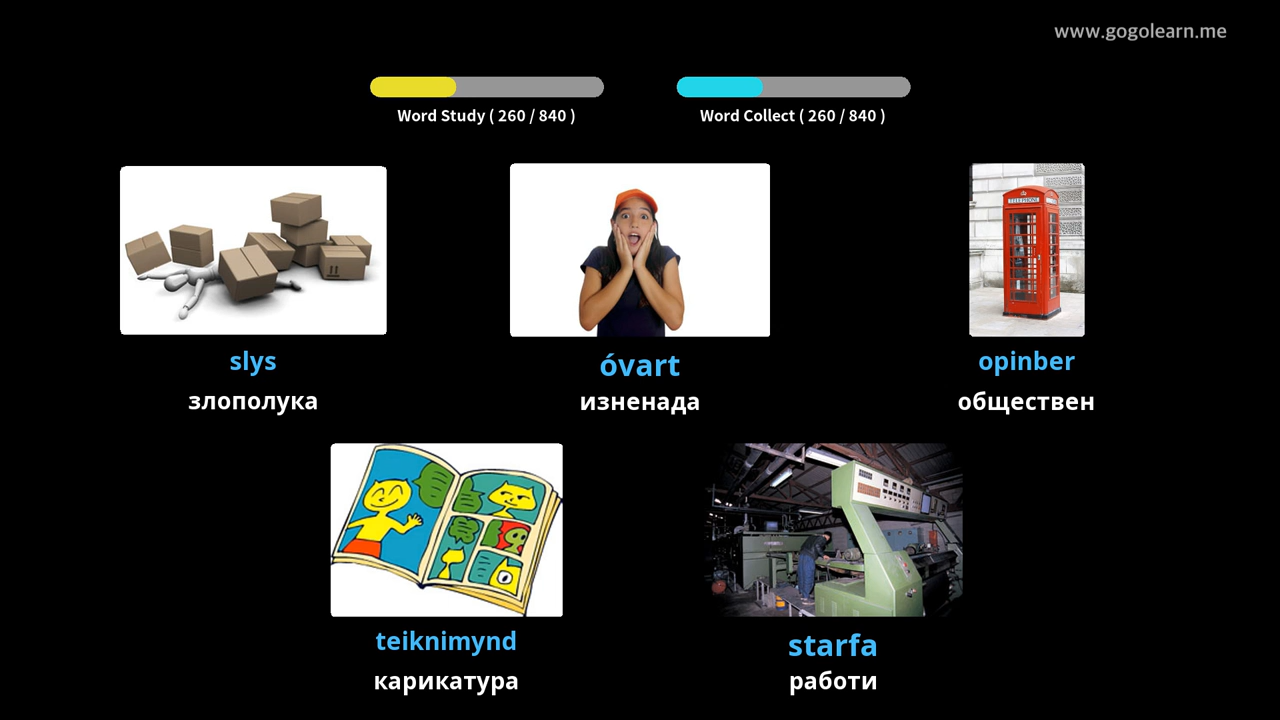 www.gogolearn.me
Word Study ( 260 / 840 )
Word Collect ( 260 / 840 )
TELEPHONE
slys
óvart
opinber
злополука
изненада
обществен
teiknimynd
starfa
карикатура
работи